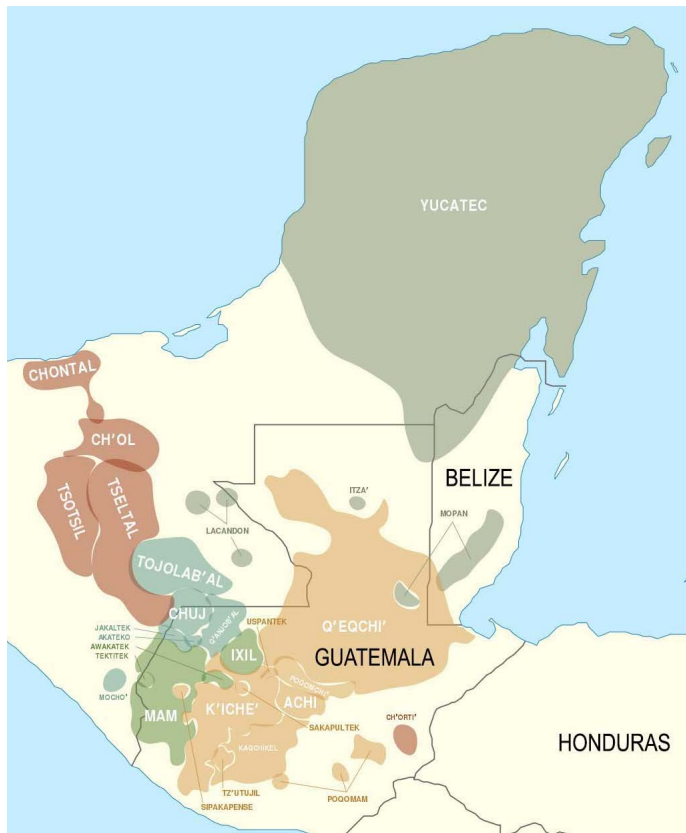 YUCATEC
CHONTAL
CH'OL
BELIZE
TSOTSIL
TSELTAL
ITZA'
MOPAN
LACANDON
TOJOLAB'AL
CHUJ
Q'ANJOB'AL
USPANTEK
Q'EQCHI'
JAKALTEK
AKATEKO
AWAKATEK
TEKTITEK
IXIL
GUATEMALA
POQOMCHI'
MOCHO'
ACHI
MAM
K'ICHE'
SAKAPULTEK
CH'ORTI'
HONDURAS
KAQCHIKEL
TZ'UTUJIL
POQOMAM
SIPAKAPENSE